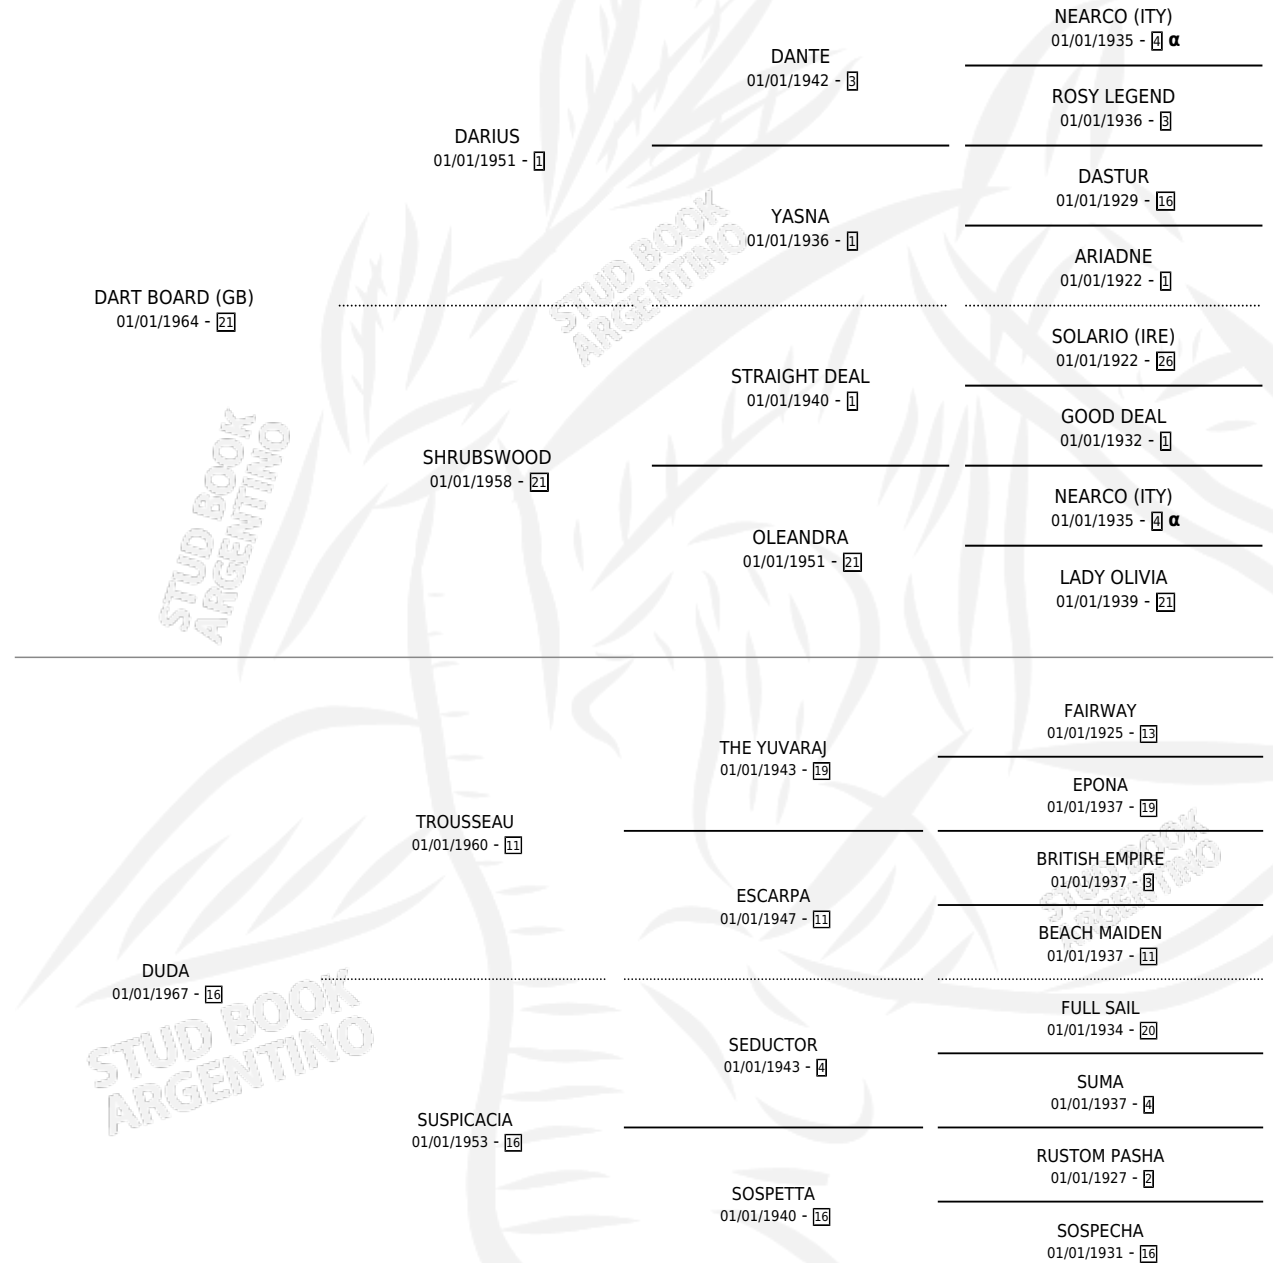 NEARCO (ITY)
01/01/1935 - 4 α
DANTE
01/01/1942 - 3
ROSY LEGEND
01/01/1936 - 3
DARIUS
01/01/1951 - 1
DASTUR
01/01/1929 - 16
YASNA
01/01/1936 - 1
ARIADNE
01/01/1922 - 1
DART BOARD (GB)
01/01/1964 - 21
SOLARIO (IRE)
01/01/1922 - 26
STRAIGHT DEAL
01/01/1940 - 1
GOOD DEAL
01/01/1932 - 1
SHRUBSWOOD
01/01/1958 - 21
NEARCO (ITY)
01/01/1935 - 4 α
OLEANDRA
01/01/1951 - 21
LADY OLIVIA
01/01/1939 - 21
FAIRWAY
01/01/1925 - 13
THE YUVARAJ
01/01/1943 - 19
EPONA
01/01/1937 - 19
TROUSSEAU
01/01/1960 - 11
BRITISH EMPIRE
01/01/1937 - 3
ESCARPA
01/01/1947 - 11
BEACH MAIDEN
01/01/1937 - 11
DUDA
01/01/1967 - 16
FULL SAIL
01/01/1934 - 20
SEDUCTOR
01/01/1943 - 4
SUMA
01/01/1937 - 4
SUSPICACIA
01/01/1953 - 16
RUSTOM PASHA
01/01/1927 - 2
SOSPETTA
01/01/1940 - 16
SOSPECHA
01/01/1931 - 16
STUD BOOK
ARGENTINO
STUD BOOK
ARGENTINO
STUD BOOK
ARGENTINO
STUD BOOK
ARGENTINO